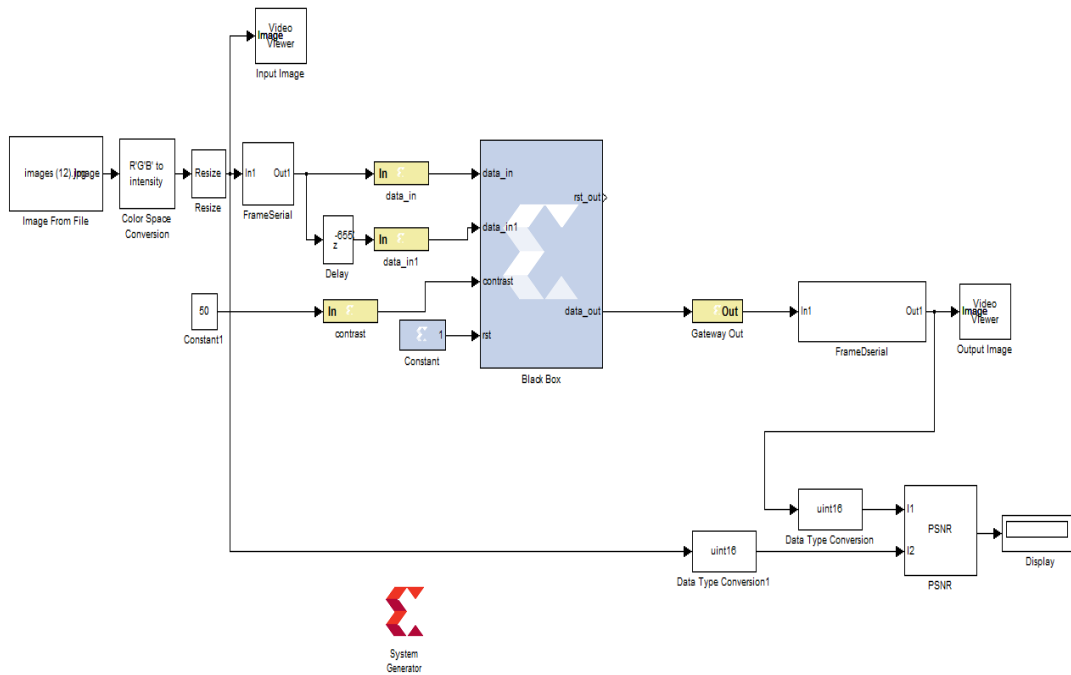 Video
Viewer
Image
Input Image
images (12).jpg
Image
Image From File
R'G'B' to
intensity
Color Space
Conversion
Resize
Resize
In1
Out1
FrameSerial
In
data_in
In
data_in1
z
Delay
50
Constant1
In
contrast
1
Constant
data_in
data_in1
contrast
rst
rst_out
data_out
Black Box
Out
Gateway Out
In1
Out1
FrameDserial
Video
Viewer
Image
Output Image
uint16
Data Type Conversion
uint16
Data Type Conversion1
I1
I2
PSNR
PSNR
Display
System
Generator